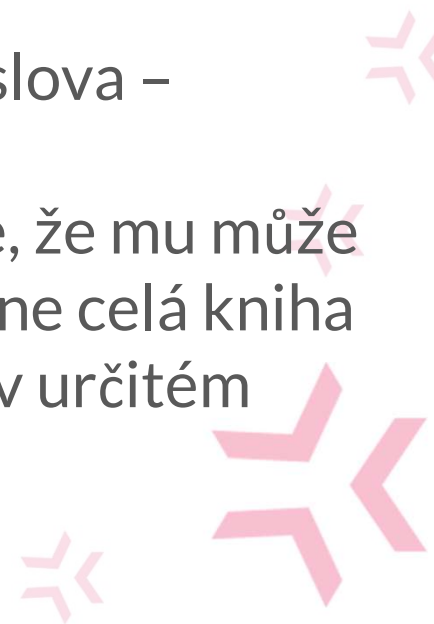 slova –
e, že mu může
ne celá kniha
v určitém